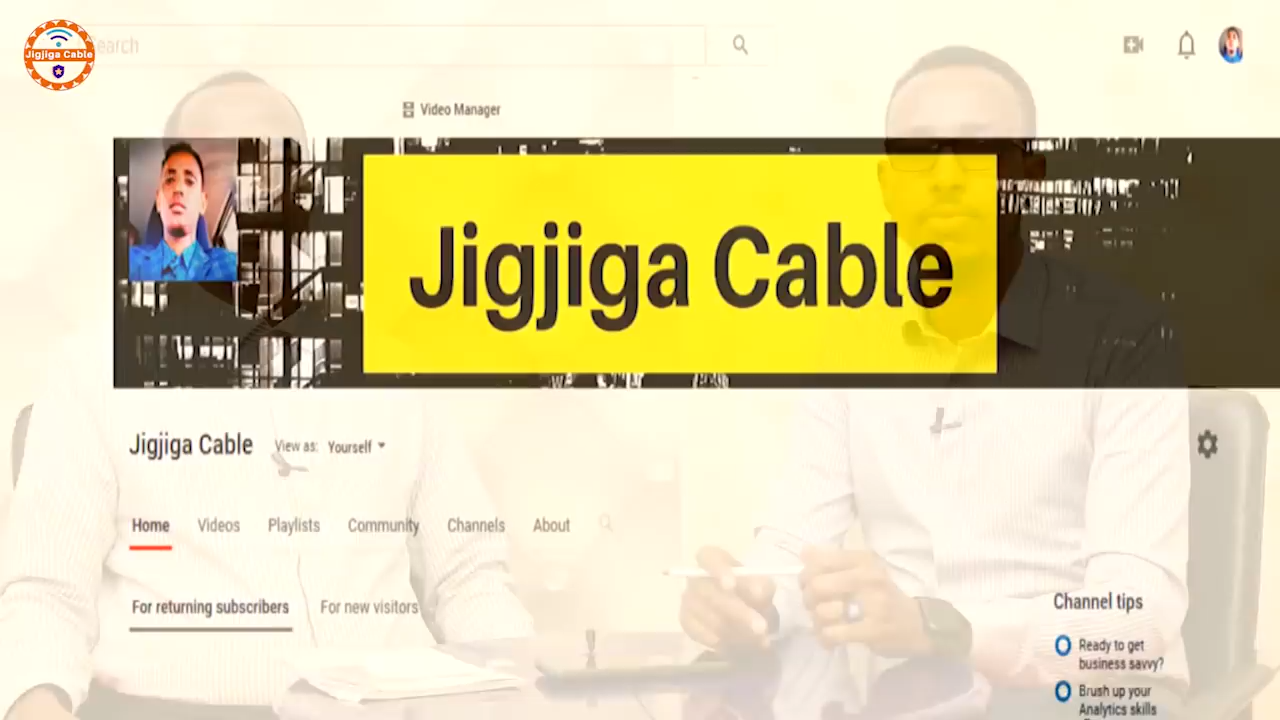 Jigjiga Cable
earch
Video Manager
Jigjiga Cable
Jigjiga Cable
View as: Yourself
Home Videos Playlists Community Channels About
For returning subscribers For new visitors
Channel tips
Ready to get
business savvy?
Brush up your
Analytics skills